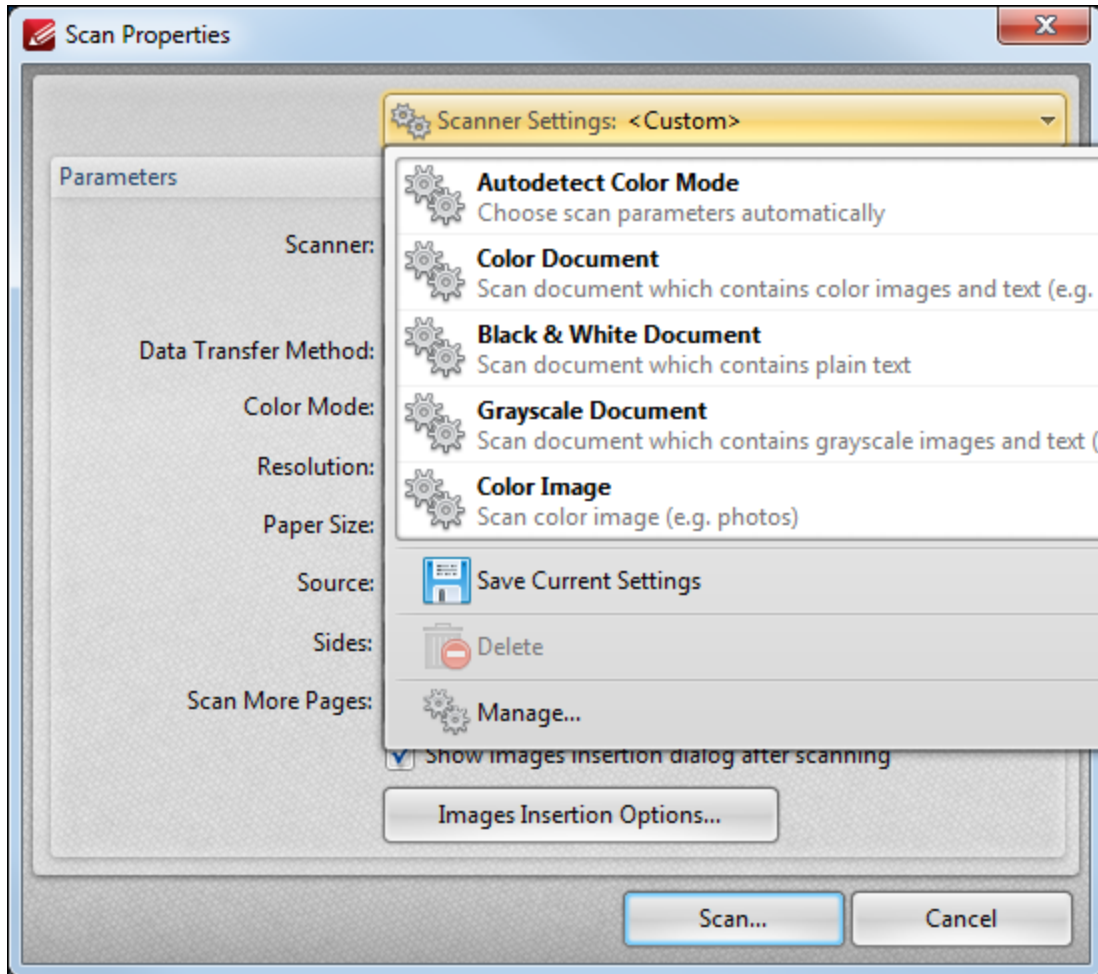 Scan Properties
Scanner Settings: <Custom>
Parameters
Autodetect Color Mode
Choose scan parameters automatically
Scanner:
Color Document
Scan document which contains color images and text (e.g.
Data Transfer Method:
Black & White Document
Scan document which contains plain text
Color Mode:
Grayscale Document
Scan document which contains grayscale images and text (
Resolution:
Color Image
Scan color image (e.g. photos)
Paper Size:
Source:
Save Current Settings
Sides:
Delete
Scan More Pages:
Manage...
Show images insertion dialog after scanning
Images Insertion Options...
Scan...
Cancel